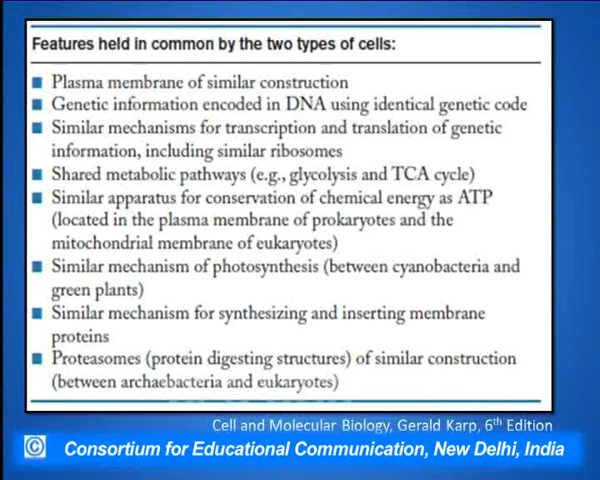 Features held in common by the two types of cells:
■ Plasma membrane of similar construction
■ Genetic information encoded in DNA using identical genetic code
■ Similar mechanisms for transcription and translation of genetic
information, including similar ribosomes
■ Shared metabolic pathways (e.g., glycolysis and TCA cycle)
■ Similar apparatus for conservation of chemical energy as ATP
(located in the plasma membrane of prokaryotes and the
mitochondrial membrane of eukaryotes)
■ Similar mechanism of photosynthesis (between cyanobacteria and
green plants)
■ Similar mechanism for synthesizing and inserting membrane
proteins
■ Proteasomes (protein digesting structures) of similar construction
(between archaebacteria and eukaryotes)
Cell and Molecular Biology, Gerald Karp, 6th Edition
© Consortium for Educational Communication, New Delhi, India